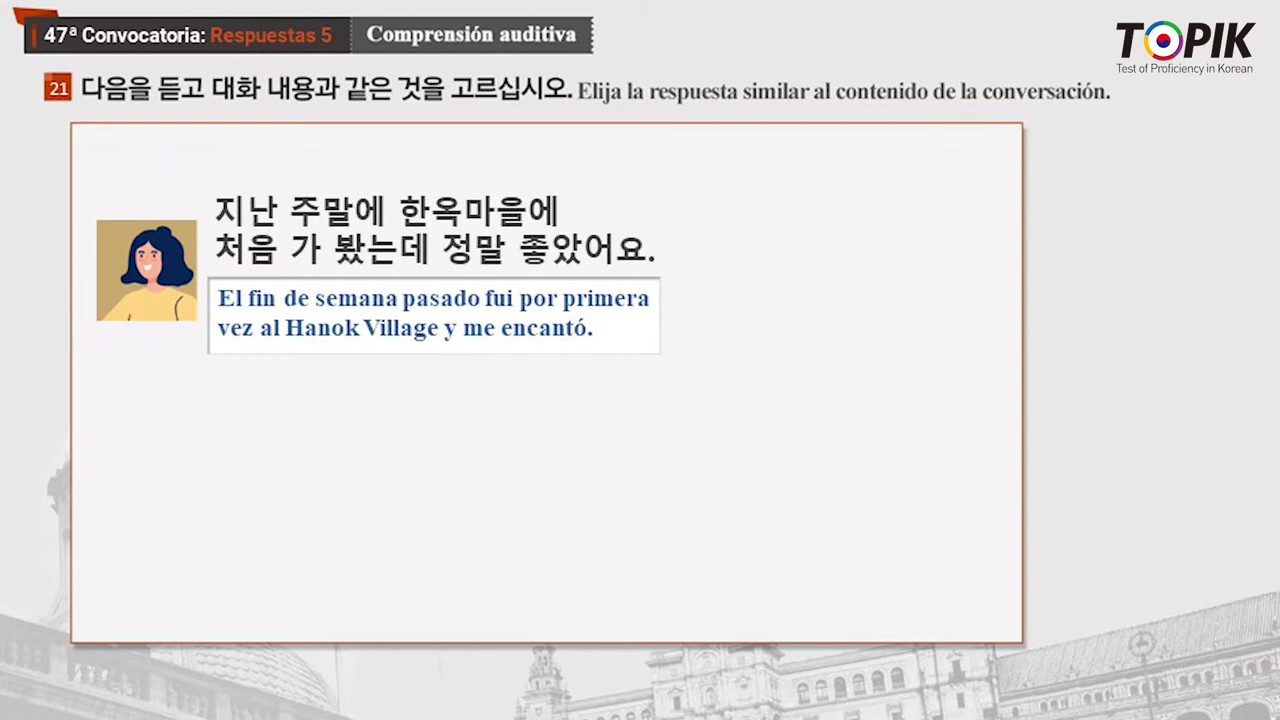 47ª Convocatoria: Respuestas 5 Comprensión auditiva
TOPIK
Test of Proficiency in Korean
21 다음을 듣고 대화 내용과 같은 것을 고르십시오. Elija la respuesta similar al contenido de la conversación.
지난 주말에 한옥마을에
처음 가 봤는데 정말 좋았어요.
El fin de semana pasado fui por primera
vez al Hanok Village y me encantó.